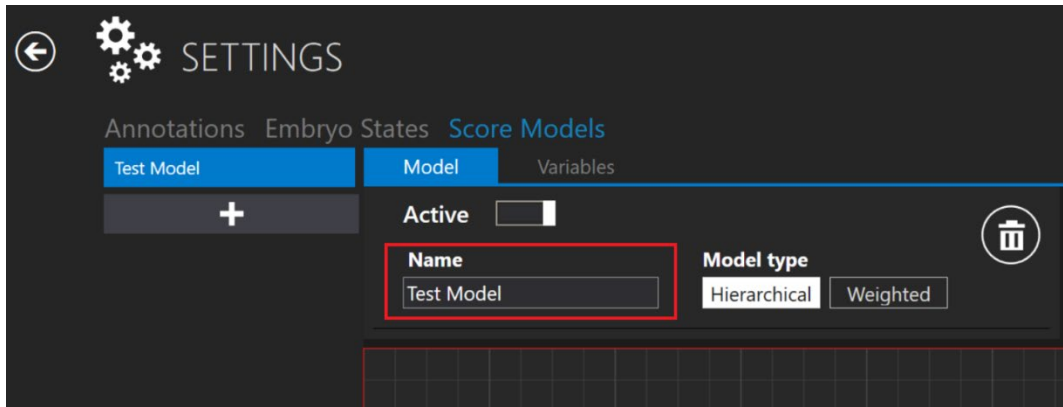 SETTINGS
Annotations Embryo States Score Models
Test Model
Model Variables
Active
Name
Test Model
Model type
Hierarchical Weighted